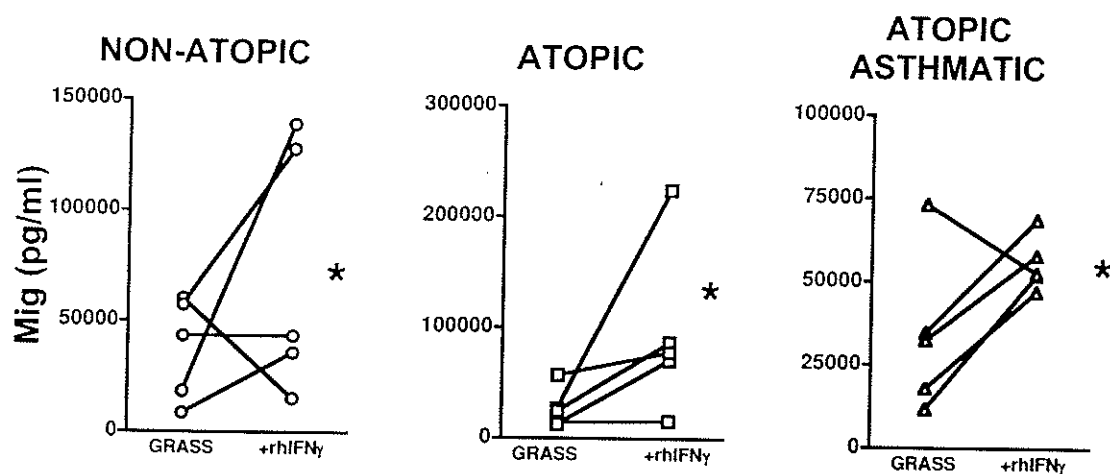 NON-ATOPIC
ATOPIC
ATOPIC
ASTHMATIC
Mig (pg/ml)
150000
100000
50000
0
GRASS
+rhIFNγ
*
300000
200000
100000
0
GRASS
+rhIFNγ
*
100000
75000
50000
25000
0
GRASS
+rhIFNγ
*